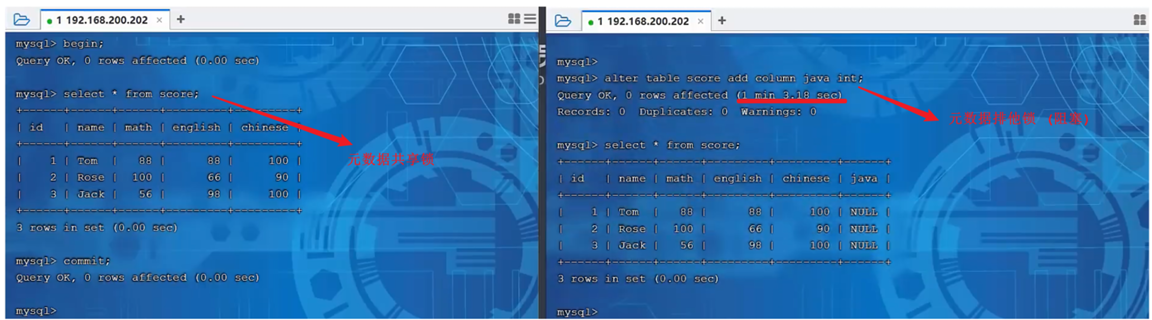 1 192.168.200.202 × +
mysql> begin;
Query OK, 0 rows affected (0.00 sec)
mysql> select * from score;
+------+------+------+---------+---------+
| id | name | math | english | chinese |
+------+------+------+---------+---------+
| 1 | Tom | 88 | 88 | 100 |
| 2 | Rose | 100 | 66 | 90 |
| 3 | Jack | 56 | 98 | 100 |
+------+------+------+---------+---------+
3 rows in set (0.00 sec)
mysql> commit;
Query OK, 0 rows affected (0.00 sec)
mysql>
元数据共享锁
1 192.168.200.202 × +
mysql>
mysql> alter table score add column java int;
Query OK, 0 rows affected (1 min 3.18 sec)
Records: 0 Duplicates: 0 Warnings: 0
元数据排他锁 (阻塞)
mysql> select * from score;
+------+------+------+---------+---------+------+
| id | name | math | english | chinese | java |
+------+------+------+---------+---------+------+
| 1 | Tom | 88 | 88 | 100 | NULL |
| 2 | Rose | 100 | 66 | 90 | NULL |
| 3 | Jack | 56 | 98 | 100 | NULL |
+------+------+------+---------+---------+------+
3 rows in set (0.00 sec)
mysql>